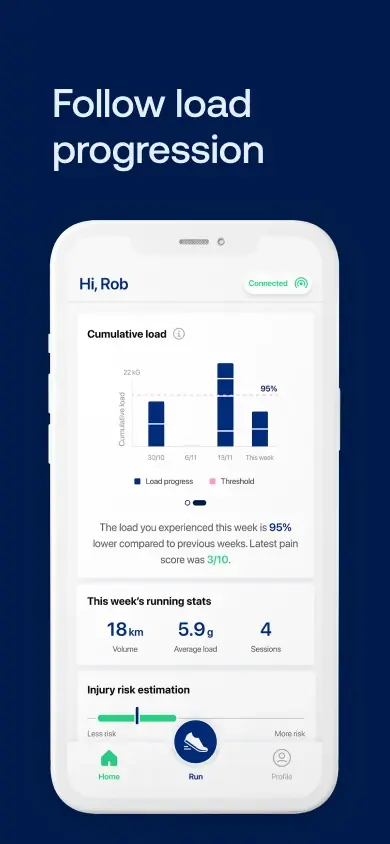 Follow load
progression
Hi, Rob
Connected
Cumulative load
22 kG
95%
Cumulative load
30/10 6/11 13/11 This week
Load progress Threshold
The load you experienced this week is 95%
lower compared to previous weeks. Latest pain
score was 3/10.
This week's running stats
18 km 5.9 g 4
Volume Average load Sessions
Injury risk estimation
Less risk More risk
Home Run Profile